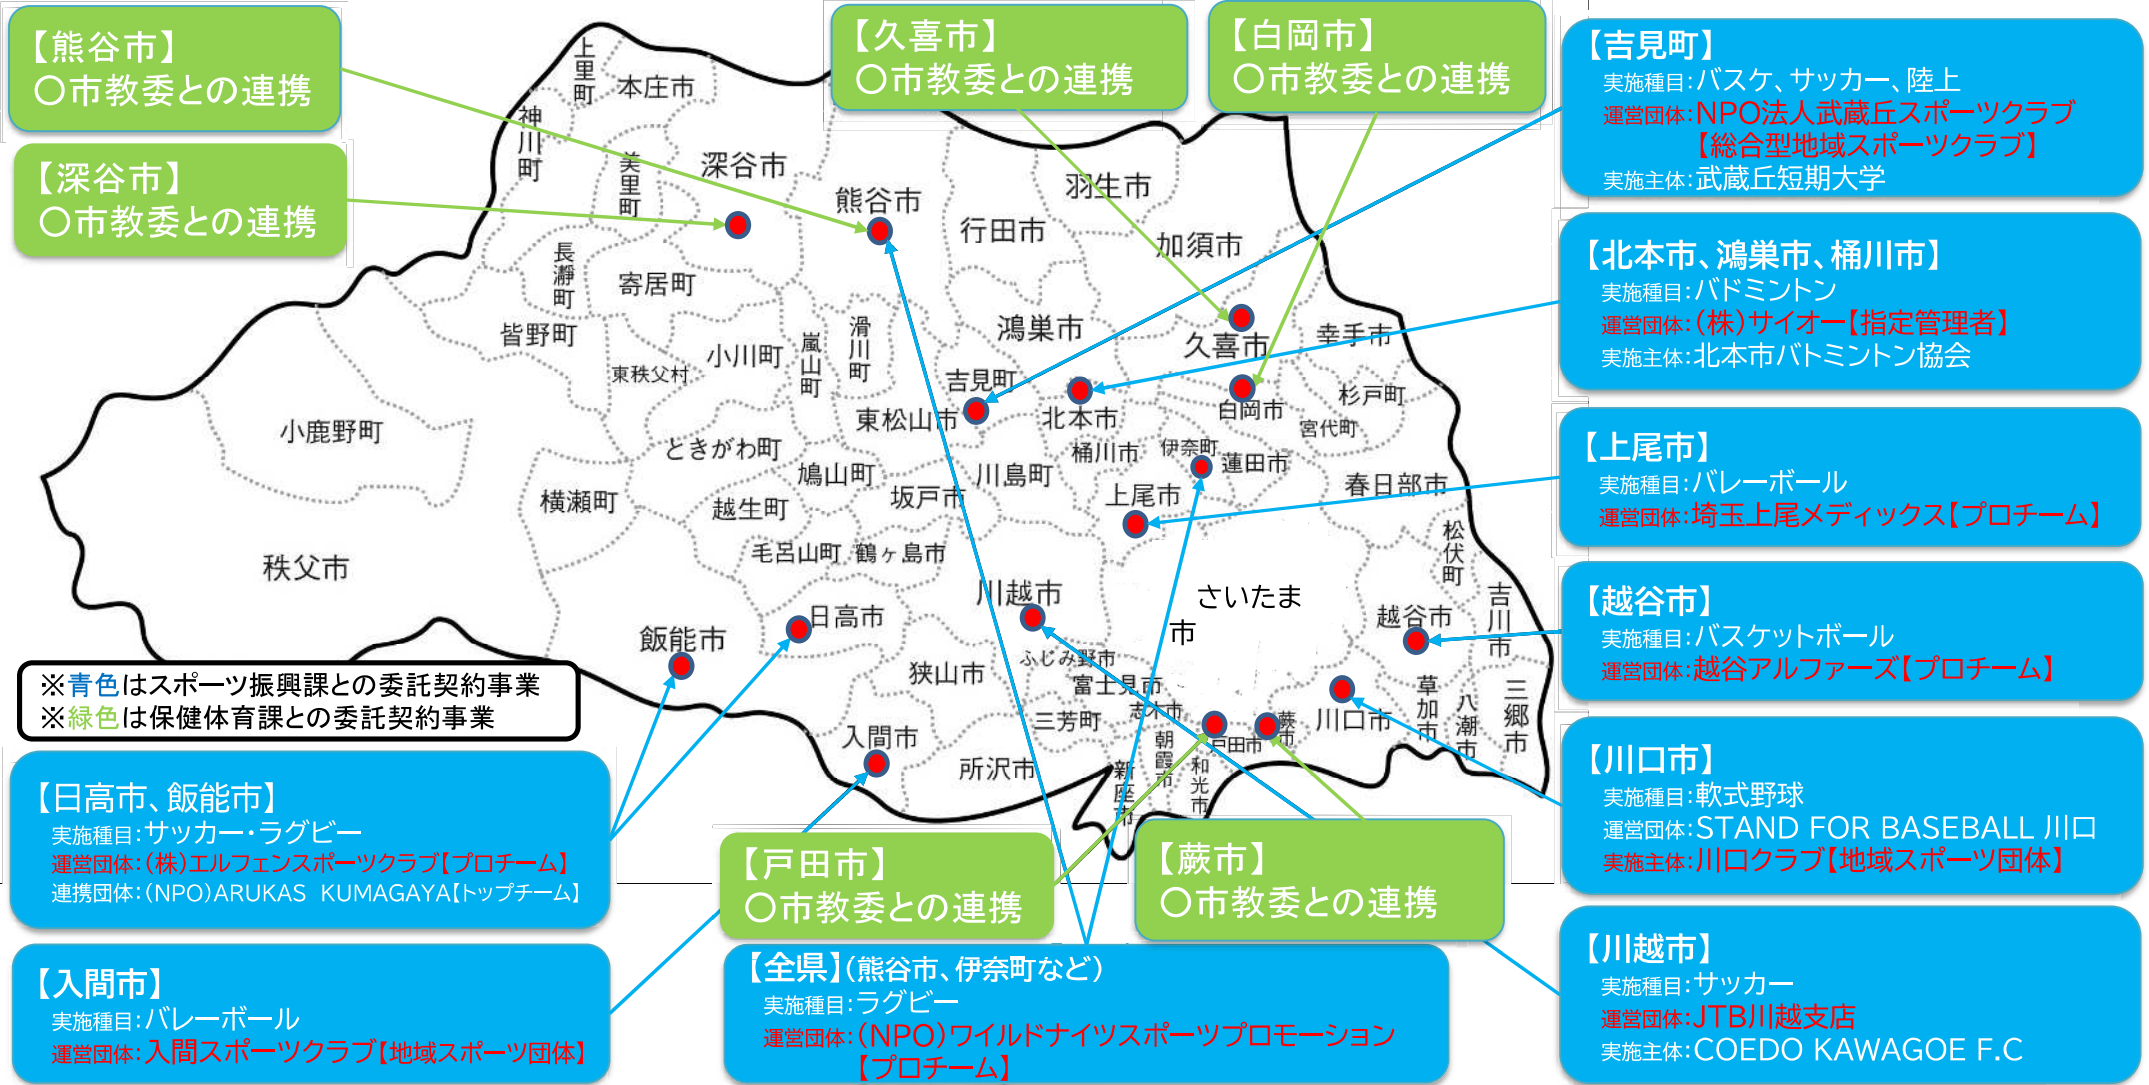 【熊谷市】
〇市教委との連携
【深谷市】
〇市教委との連携
【久喜市】
〇市教委との連携
【白岡市】
〇市教委との連携
【吉見町】
実施種目:バスケ、サッカー、陸上
運営団体:NPO法人武蔵丘スポーツクラブ
【総合型地域スポーツクラブ】
実施主体:武蔵丘短期大学
【北本市、鴻巣市、桶川市】
実施種目:バドミントン
運営団体:(株)サイオー【指定管理者】
実施主体:北本市バトミントン協会
【上尾市】
実施種目:バレーボール
運営団体:埼玉上尾メディックス【プロチーム】
【越谷市】
実施種目:バスケットボール
運営団体:越谷アルファーズ【プロチーム】
【川口市】
実施種目:軟式野球
運営団体:STAND FOR BASEBALL 川口
実施主体:川口クラブ【地域スポーツ団体】
【川越市】
実施種目:サッカー
運営団体:JTB川越支店
実施主体:COEDO KAWAGOE F.C
上里町
本庄市
神川町
美里町
深谷市
熊谷市
行田市
羽生市
加須市
長瀞町
寄居町
皆野町
東秩父村
小川町
嵐山町
滑川町
鴻巣市
久喜市
幸手市
吉見町
東松山市
北本市
白岡市
杉戸町
宮代町
小鹿野町
ときがわ町
鳩山町
川島町
桶川市
伊奈町
蓮田市
横瀬町
越生町
坂戸市
上尾市
春日部市
秩父市
毛呂山町
鶴ヶ島市
松伏町
川越市
さいたま
市
越谷市
吉川市
飯能市
日高市
狭山市
ふじみ野市
富士見市
三芳町
志木市
川口市
草加市
八潮市
三郷市
入間市
所沢市
新座市
朝霞市
和光市
戸田市
蕨市
※青色はスポーツ振興課との委託契約事業
※緑色は保健体育課との委託契約事業
【日高市、飯能市】
実施種目:サッカー・ラグビー
運営団体:(株)エルフェンスポーツクラブ【プロチーム】
連携団体:(NPO)ARUKAS KUMAGAYA【トップチーム】
【入間市】
実施種目:バレーボール
運営団体:入間スポーツクラブ【地域スポーツ団体】
【戸田市】
〇市教委との連携
【蕨市】
〇市教委との連携
【全県】(熊谷市、伊奈町など)
実施種目:ラグビー
運営団体:(NPO)ワイルドナイツスポーツプロモーション
【プロチーム】